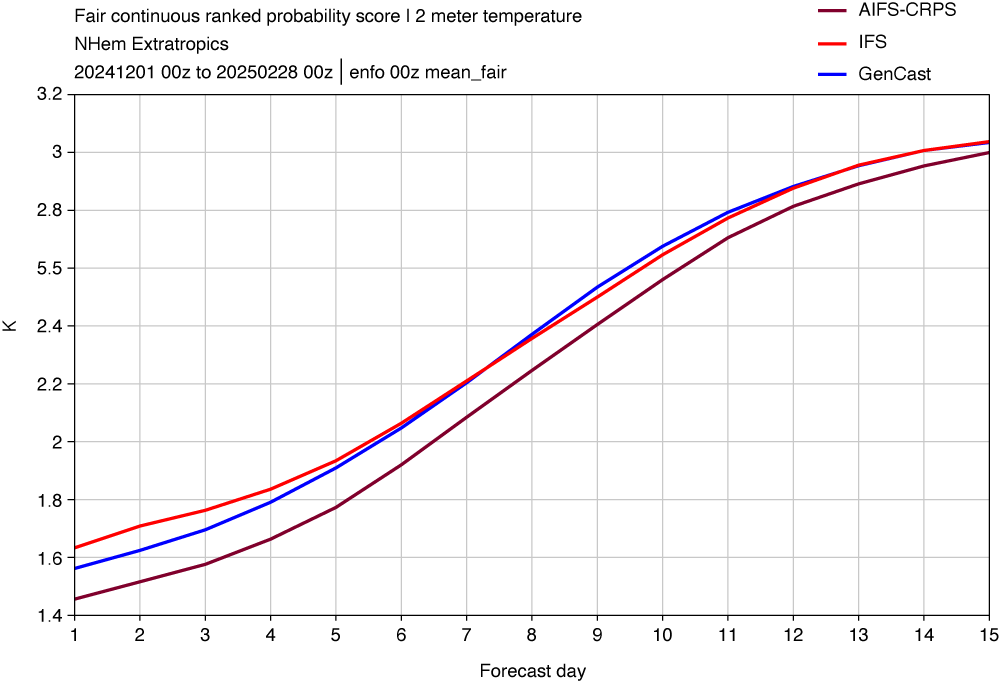 Fair continuous ranked probability score | 2 meter temperature
NHem Extratropics
20241201 00z to 20250228 00z | enfo 00z mean_fair
AIFS-CRPS
IFS
GenCast
3.2
3
2.8
5.5
2.4
2.2
2
1.8
1.6
1.4
K
1 2 3 4 5 6 7 8 9 10 11 12 13 14 15
Forecast day